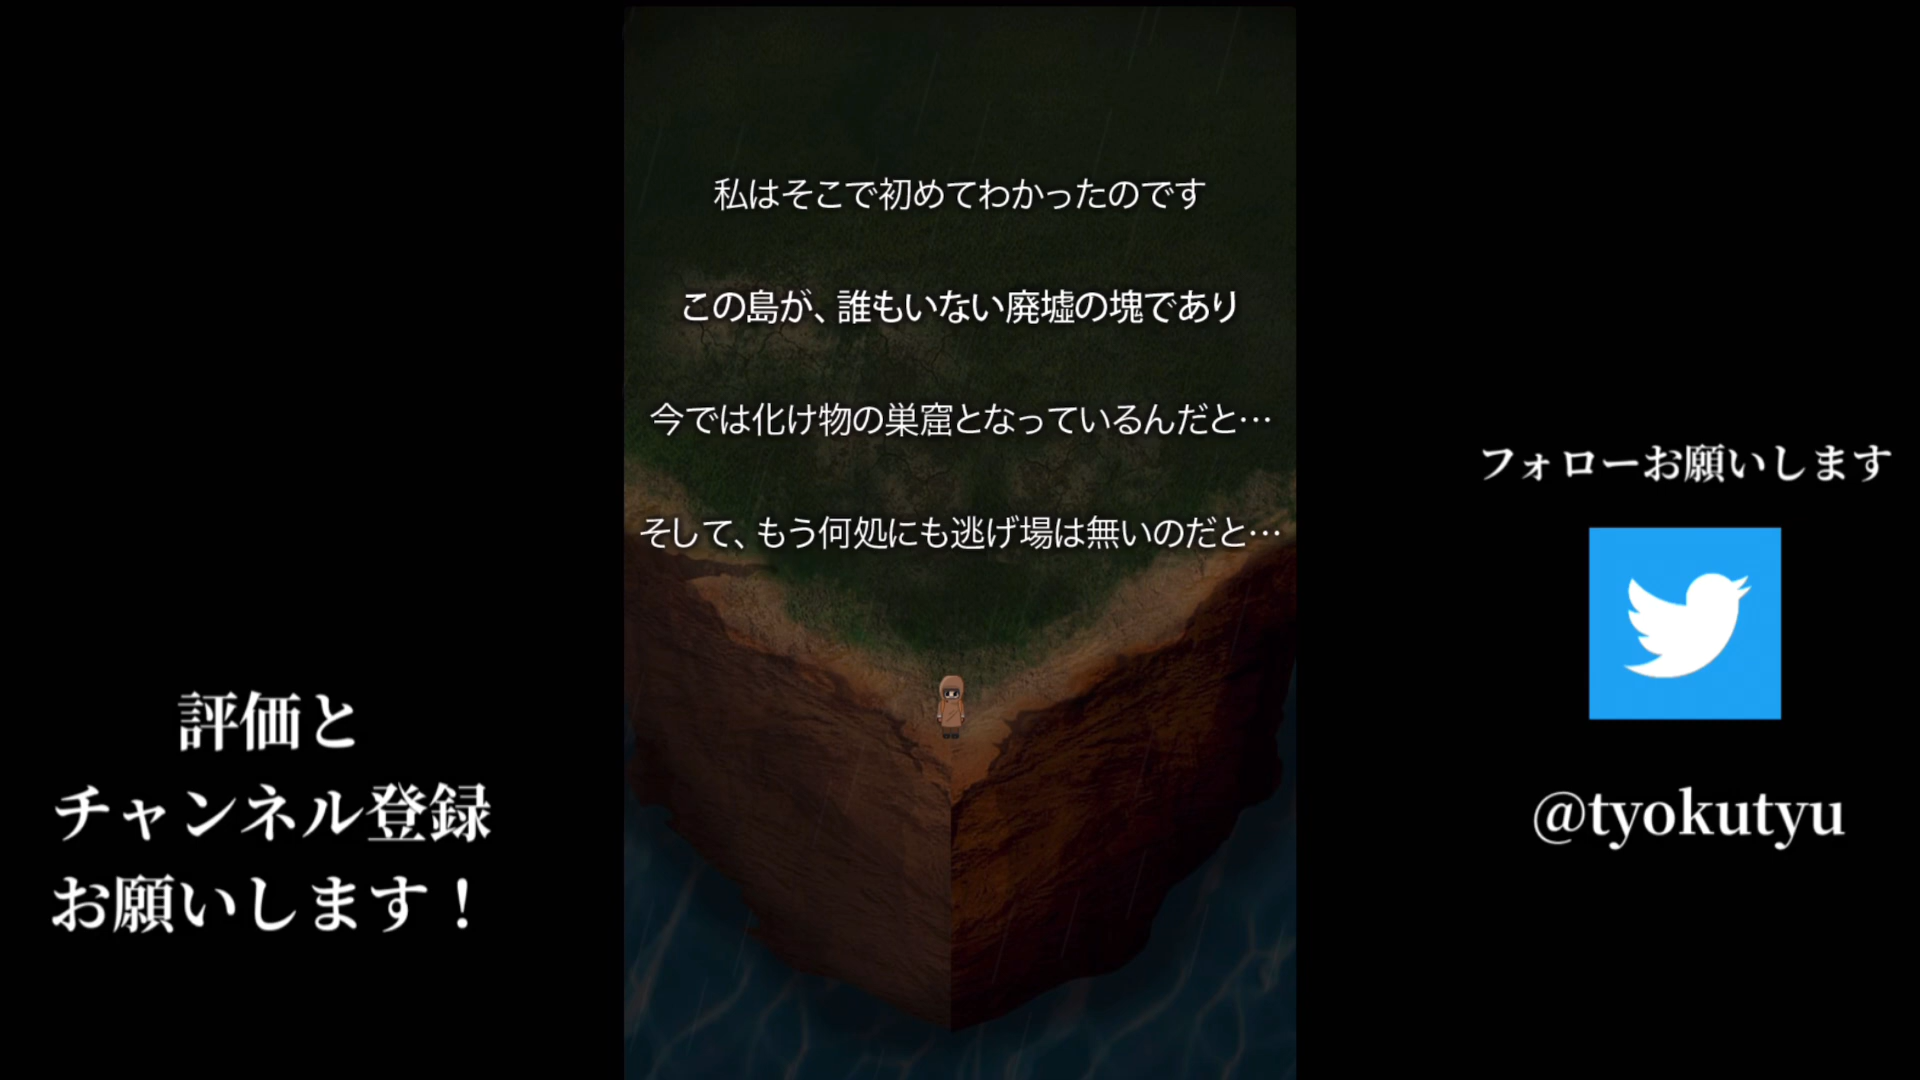 私はそこで初めてわかったのです
この島が、誰もいない廃墟の塊であり
今では化け物の巣窟となっているんだと…
そして、もう何処にも逃げ場は無いのだと…
評価と
チャンネル登録
お願いします！
フォローお願いします
@tyokutyu